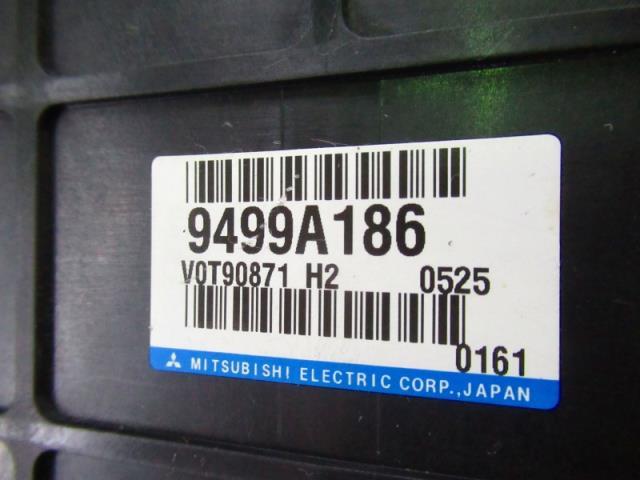 9499A186
V0T90871 H2 0525
0161
MITSUBISHI ELECTRIC CORP.,JAPAN